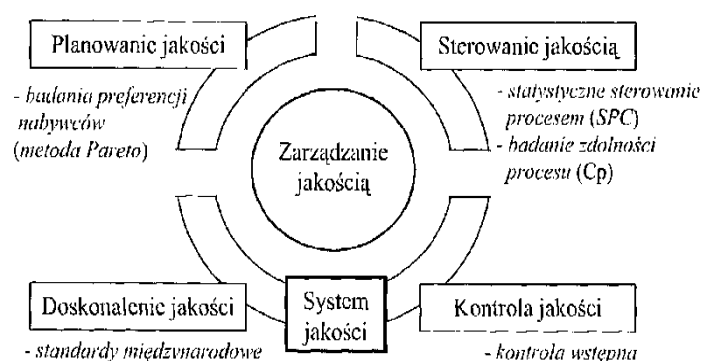 Planowanie jakości
Sterowanie jakością
- badania preferencji
nabywców
(metoda Pareto)
- statystyczne sterowanie
procesem (SPC)
- badanie zdolności
procesu (Cp)
Zarządzanie
jakością
Doskonalenie jakości
System
jakości
Kontrola jakości
- standardy międzynarodowe
- kontrola wstępna